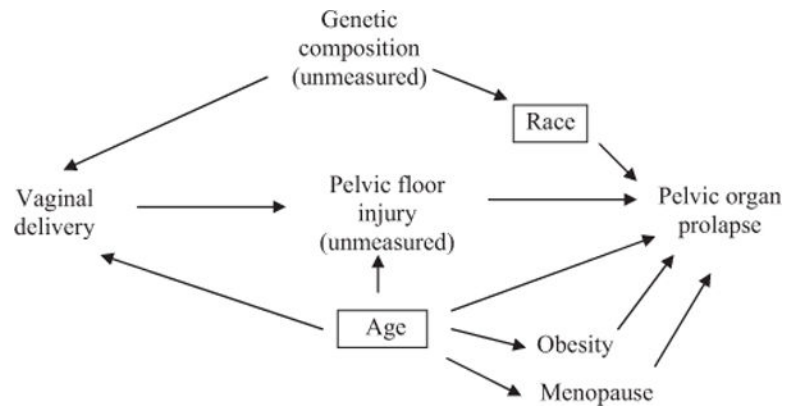 Genetic
composition
(unmeasured)
Race
Vaginal
delivery
Pelvic floor
injury
(unmeasured)
Pelvic organ
prolapse
Age
Obesity
Menopause